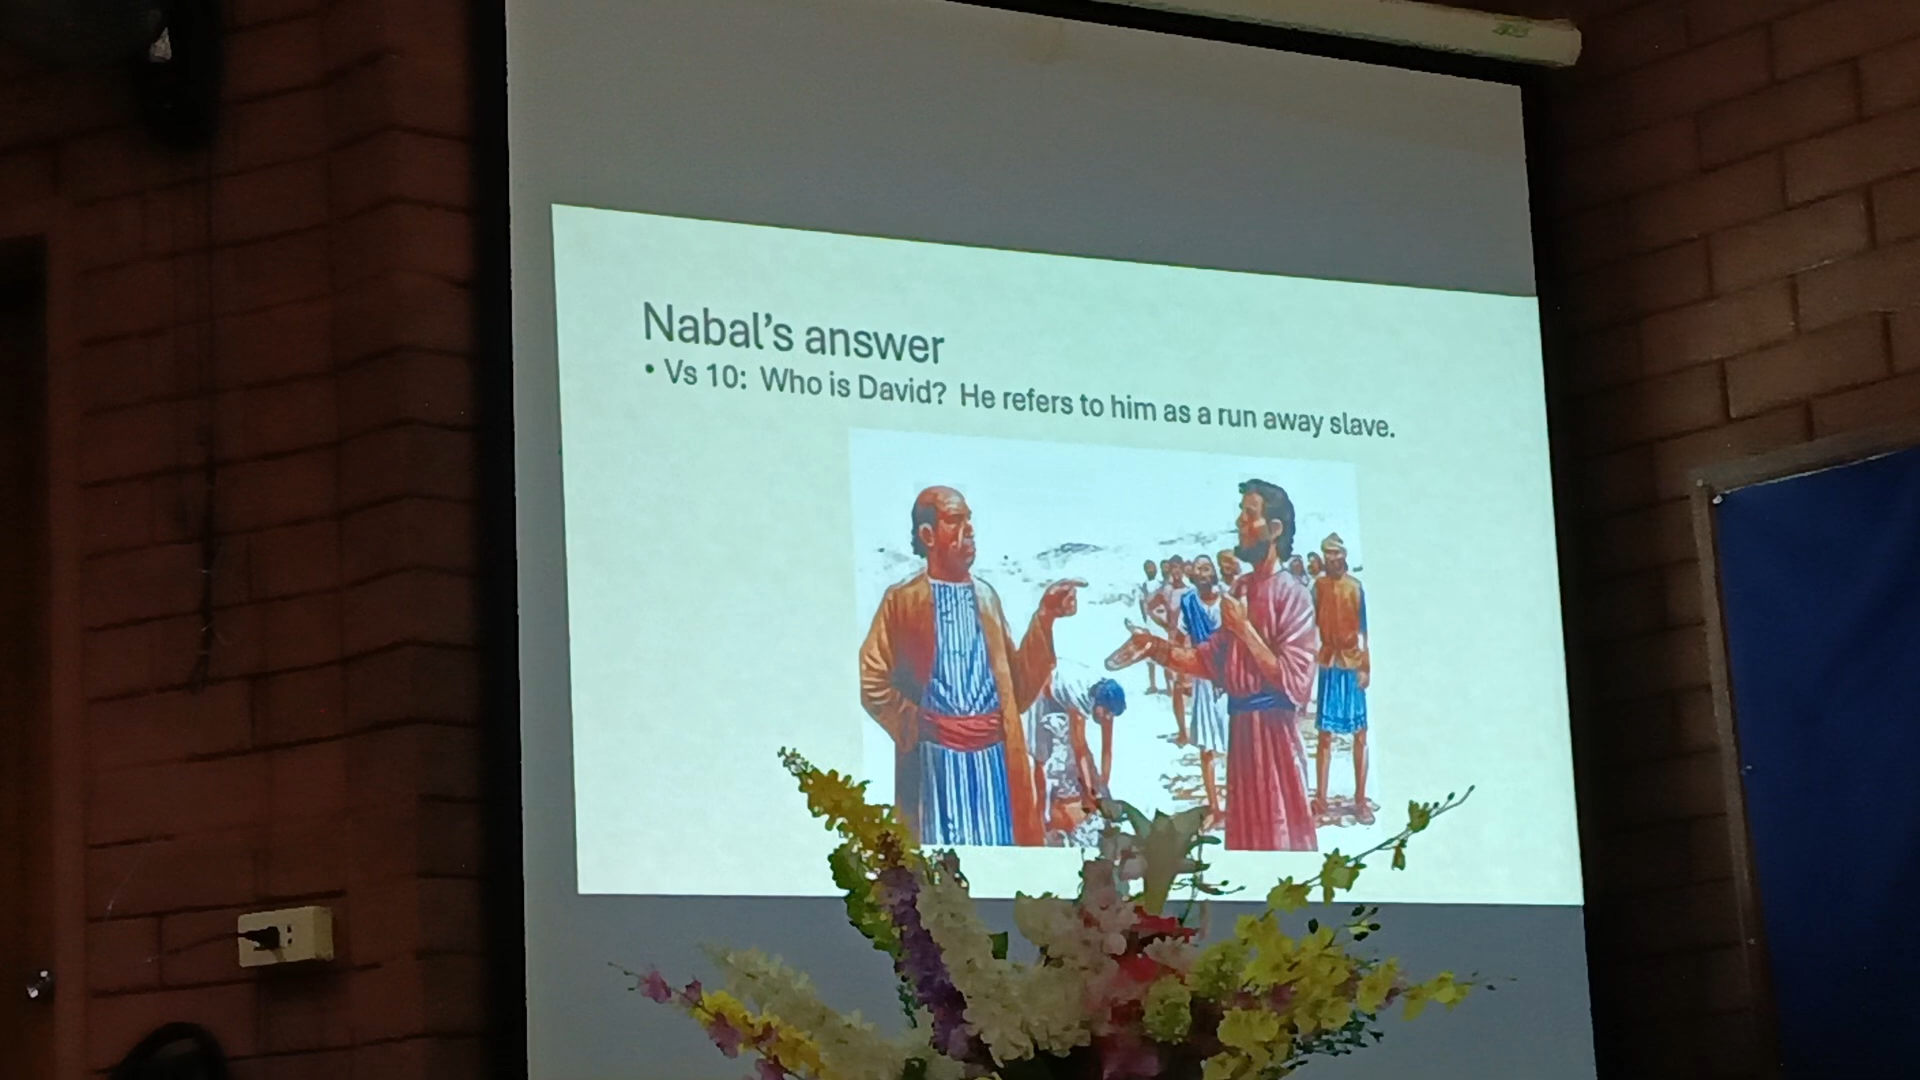 Nabal’s answer
• Vs 10: Who is David? He refers to him as a run away slave.